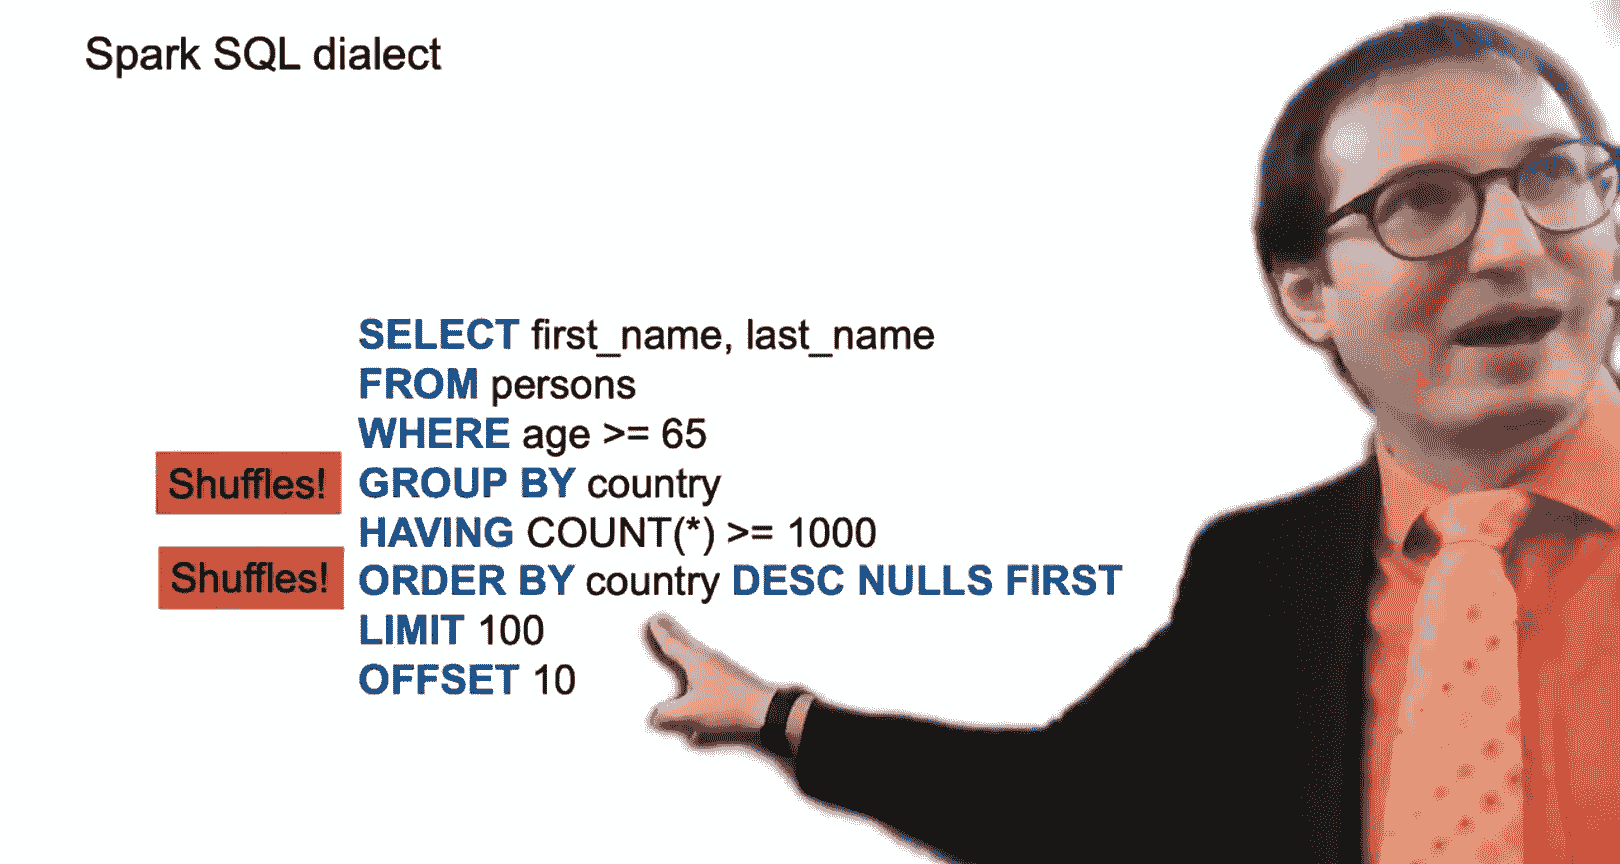 Spark SQL dialect
SELECT first_name, last_name
FROM persons
WHERE age >= 65
Shuffles! GROUP BY country
HAVING COUNT(*) >= 1000
Shuffles! ORDER BY country DESC NULLS FIRST
LIMIT 100
OFFSET 10